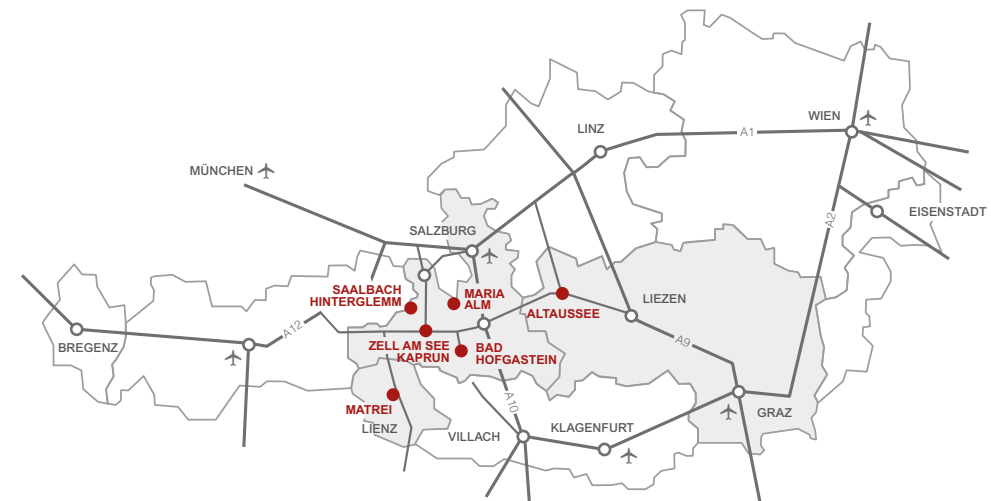 WIEN
LINZ
A1
MÜNCHEN
A2
EISENSTADT
SALZBURG
SAALBACH
HINTERGLEMM
MARIA
ALM
ALTAUSSEE
LIEZEN
A12
BREGENZ
ZELL AM SEE
KAPRUN
BAD
HOFGASTEIN
A9
A10
MATREI
LIENZ
VILLACH
KLAGENFURT
GRAZ